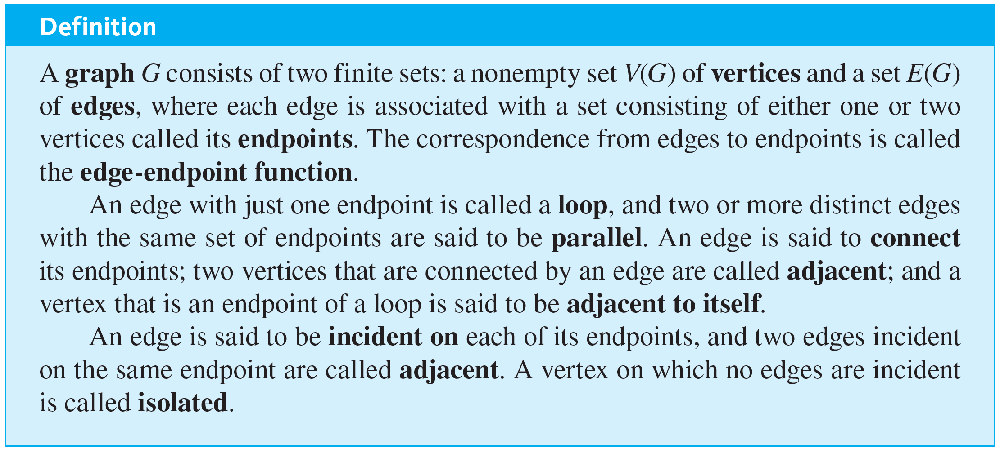 Definition
A graph G consists of two finite sets: a nonempty set V(G) of vertices and a set E(G)
of edges, where each edge is associated with a set consisting of either one or two
vertices called its endpoints. The correspondence from edges to endpoints is called
the edge-endpoint function.
An edge with just one endpoint is called a loop, and two or more distinct edges
with the same set of endpoints are said to be parallel. An edge is said to connect
its endpoints; two vertices that are connected by an edge are called adjacent; and a
vertex that is an endpoint of a loop is said to be adjacent to itself.
An edge is said to be incident on each of its endpoints, and two edges incident
on the same endpoint are called adjacent. A vertex on which no edges are incident
is called isolated.